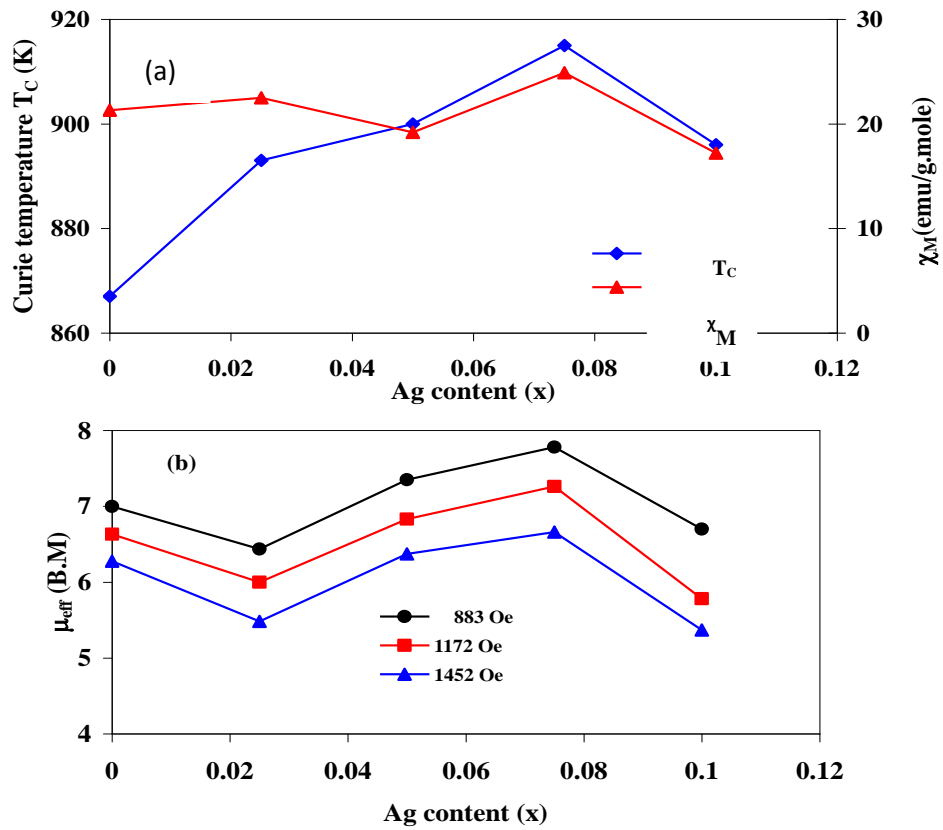 (a)
Curie temperature T_C (K)
920
900
880
860
30
20
10
0
χ_M(emu/g.mole)
T_C
χ_M
0 0.02 0.04 0.06 0.08 0.1 0.12
Ag content (x)
(b)
μ_eff (B.M)
8
7
6
5
4
883 Oe
1172 Oe
1452 Oe
0 0.02 0.04 0.06 0.08 0.1 0.12
Ag content (x)